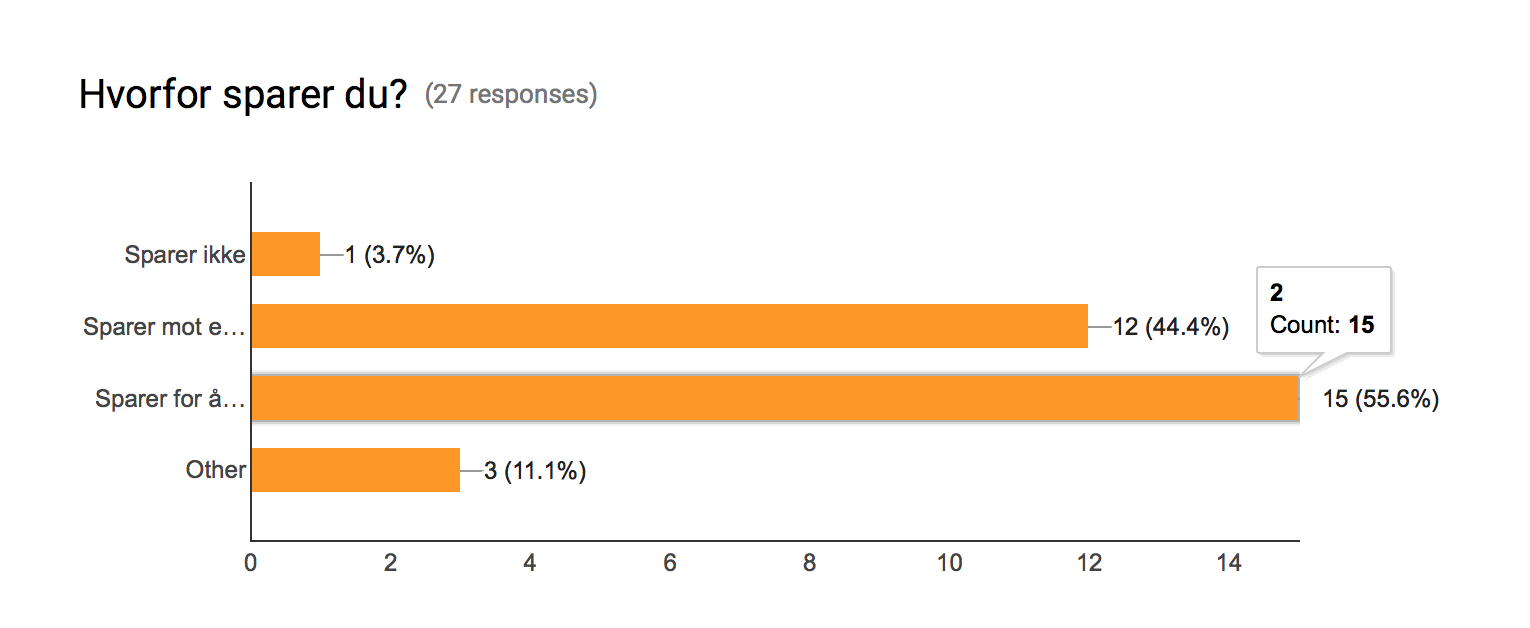 Hvorfor sparer du? (27 responses)
Sparer ikke 1 (3.7%)
Sparer mot e... 12 (44.4%)
2
Count: 15
Sparer for å... 15 (55.6%)
Other 3 (11.1%)
0 2 4 6 8 10 12 14